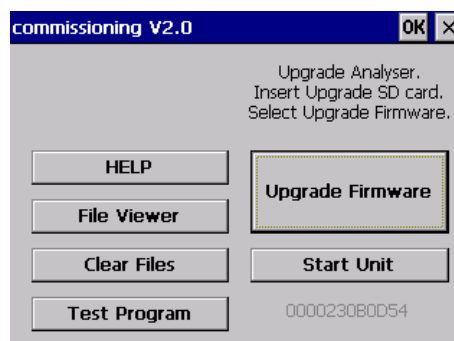 commissioning V2.0
OK ×
Upgrade Analyser.
Insert Upgrade SD card.
Select Upgrade Firmware.
HELP
Upgrade Firmware
File Viewer
Clear Files
Start Unit
Test Program
0000230B0D54